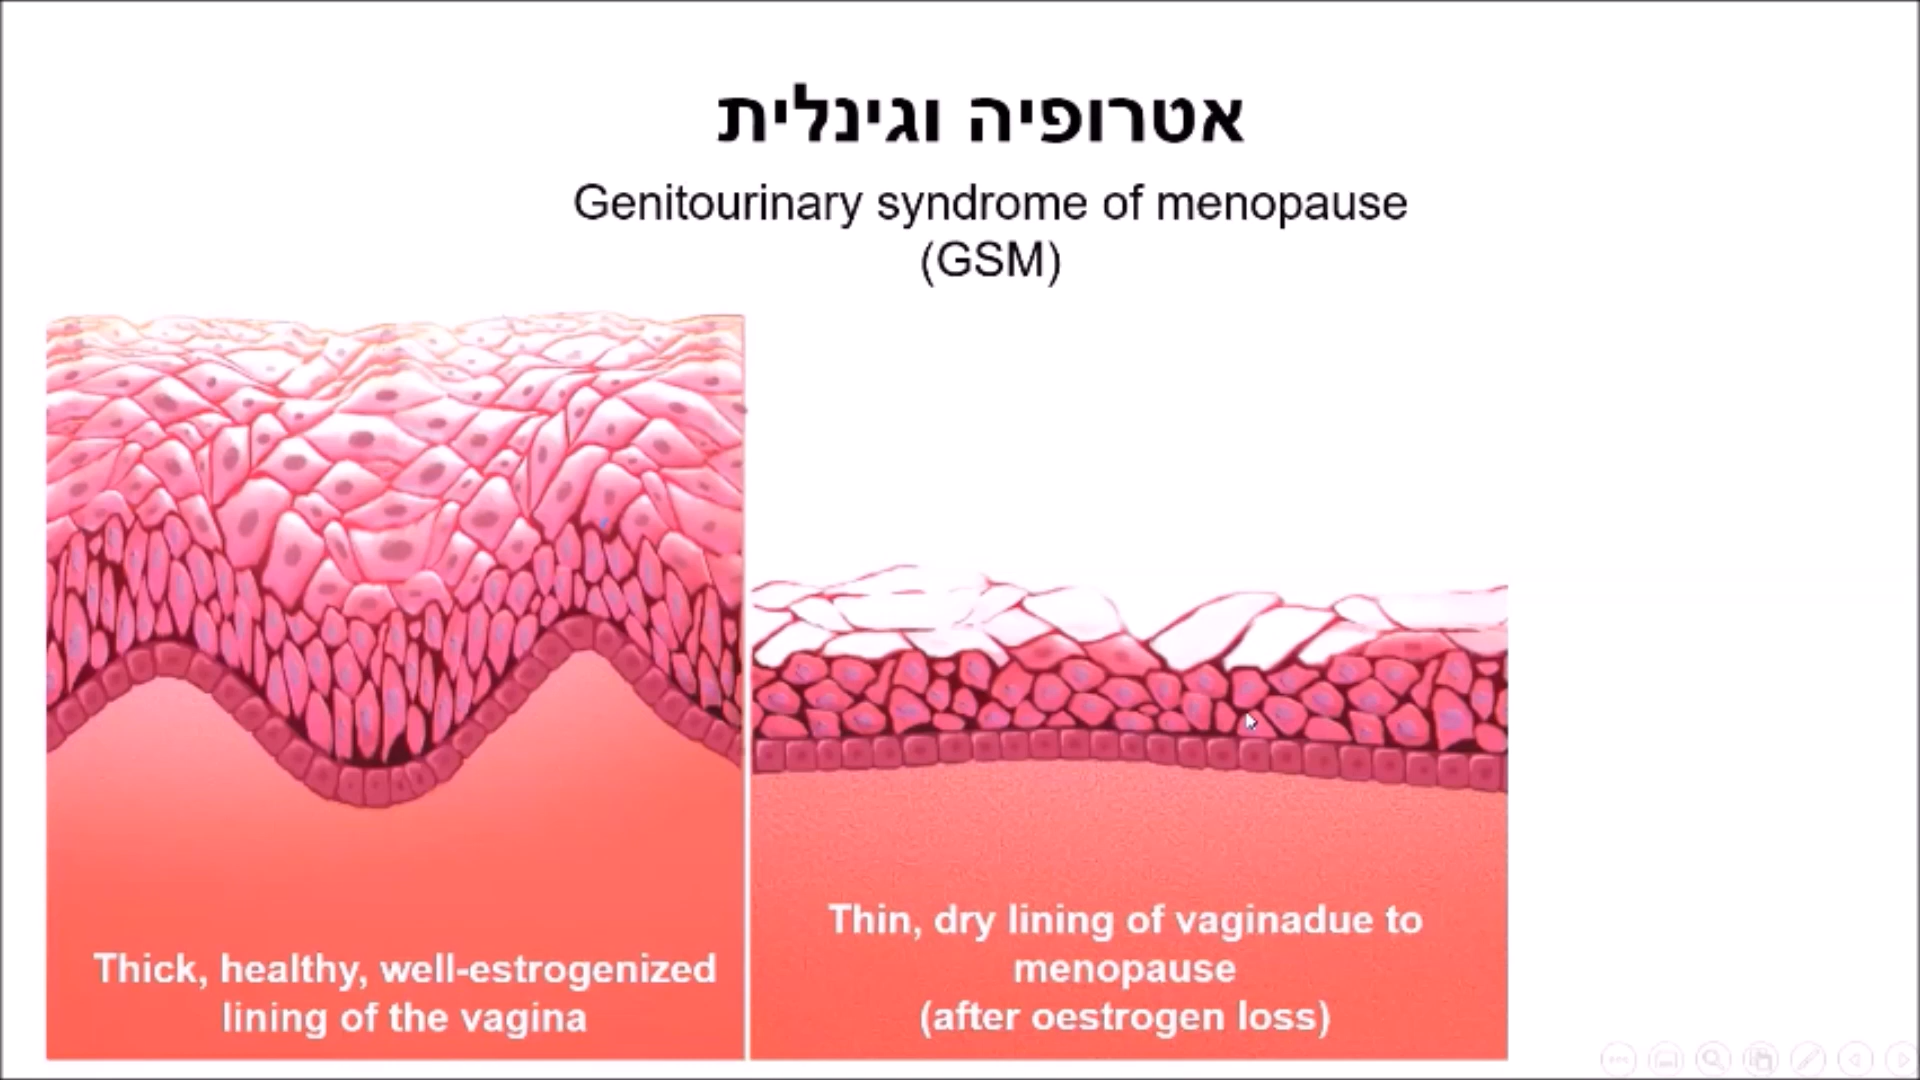 אטרופיה וגינלית
Genitourinary syndrome of menopause
(GSM)
Thick, healthy, well-estrogenized
lining of the vagina
Thin, dry lining of vaginadue to
menopause
(after oestrogen loss)